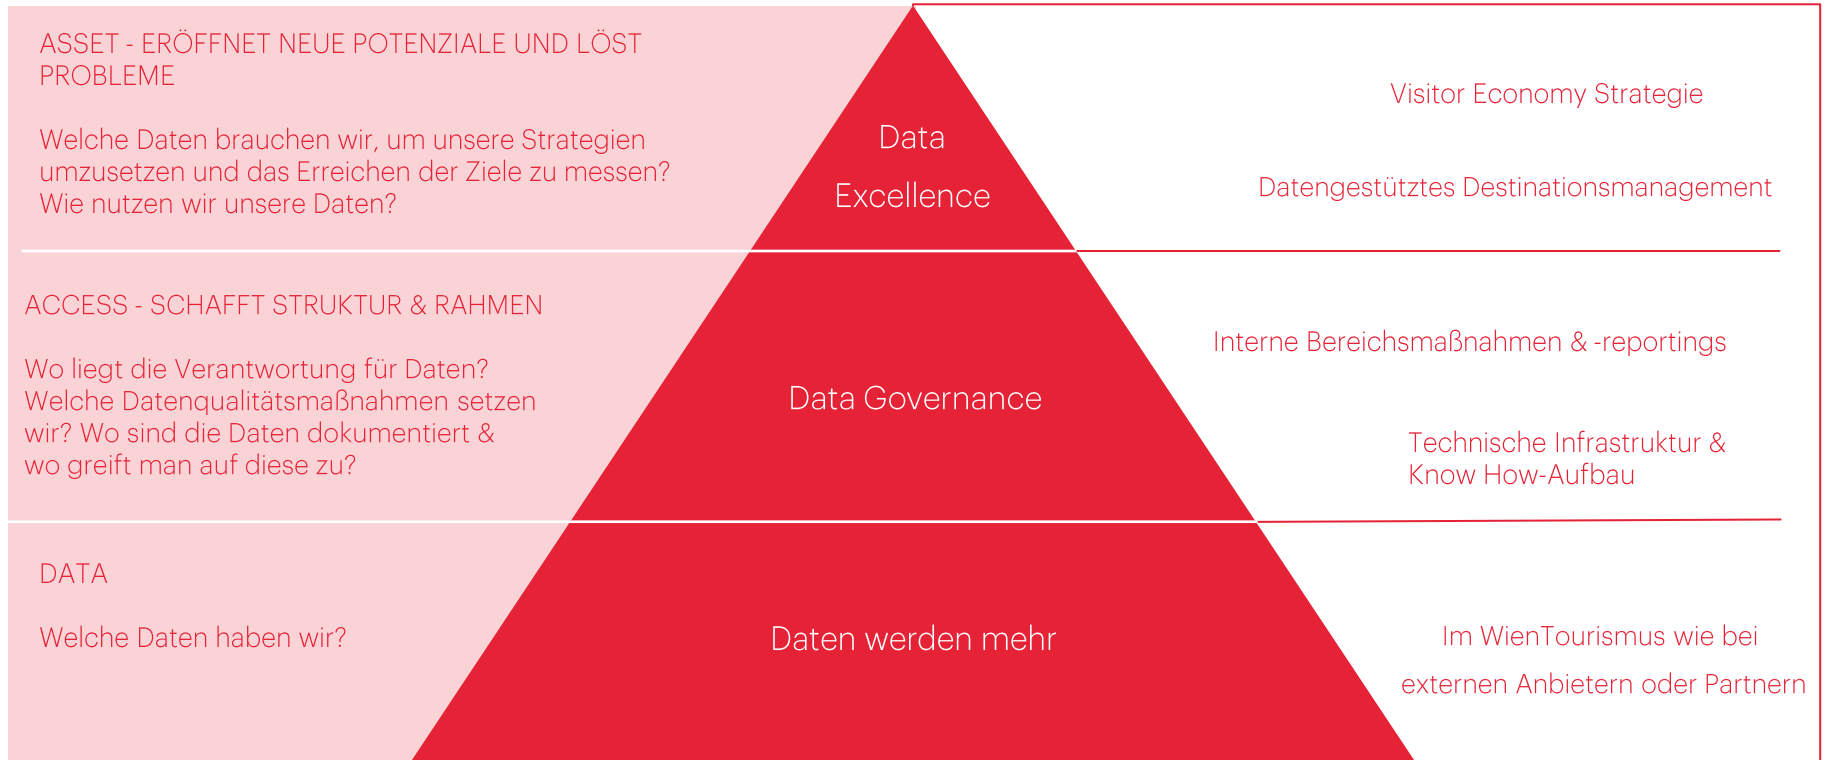 ASSET - ERÖFFNET NEUE POTENZIALE UND LÖST
PROBLEME
Welche Daten brauchen wir, um unsere Strategien
umzusetzen und das Erreichen der Ziele zu messen?
Wie nutzen wir unsere Daten?
Data
Excellence
Visitor Economy Strategie
Datengestütztes Destinationsmanagement
ACCESS - SCHAFFT STRUKTUR & RAHMEN
Wo liegt die Verantwortung für Daten?
Welche Datenqualitätsmaßnahmen setzen
wir? Wo sind die Daten dokumentiert &
wo greift man auf diese zu?
Data Governance
Interne Bereichsmaßnahmen & -reportings
Technische Infrastruktur &
Know How-Aufbau
DATA
Welche Daten haben wir?
Daten werden mehr
Im WienTourismus wie bei
externen Anbietern oder Partnern